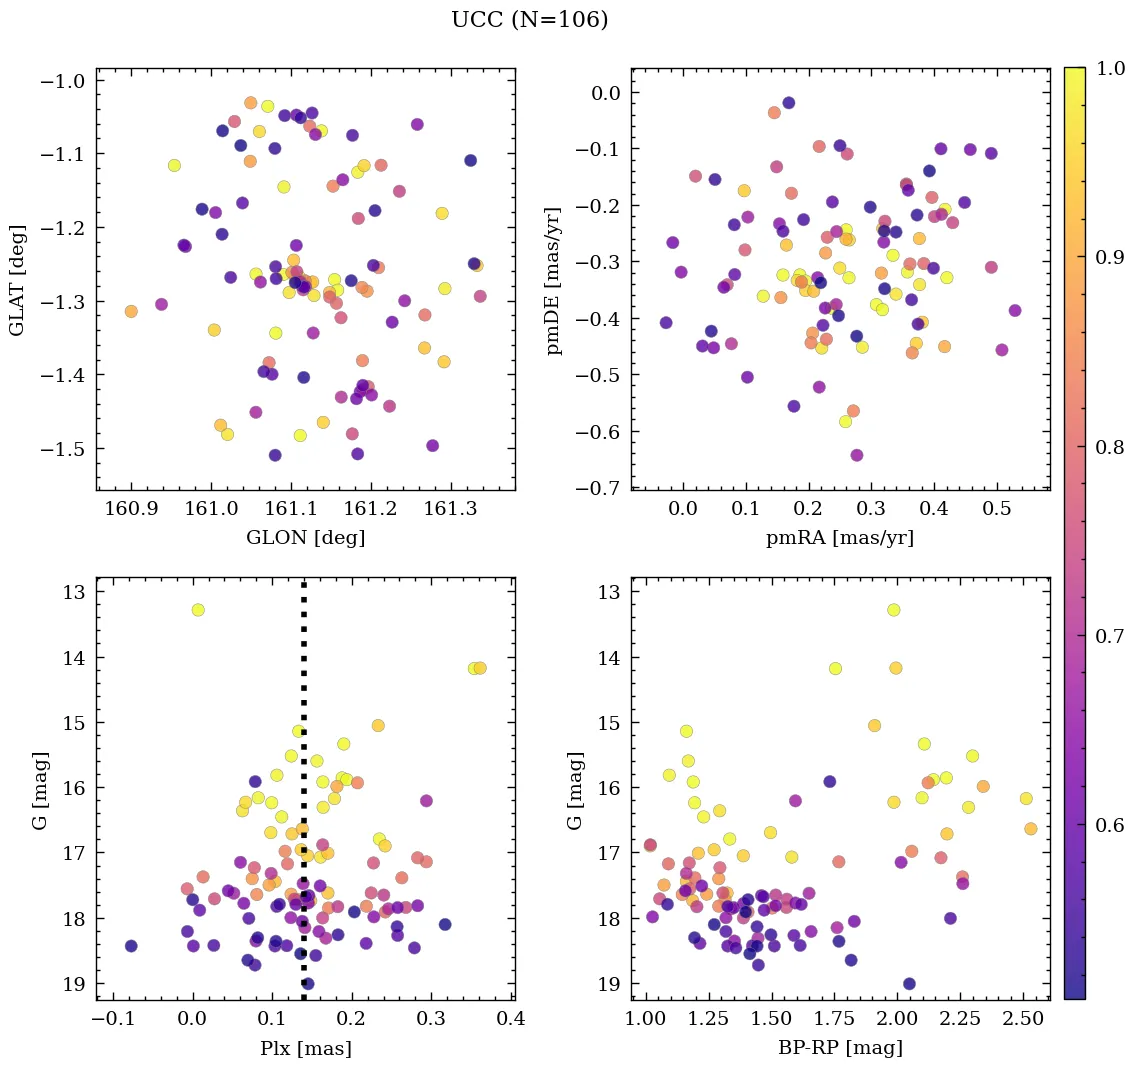 UCC (N=106)
−1.0
−1.1
−1.2
−1.3
−1.4
−1.5
GLAT [deg]
160.9 161.0 161.1 161.2 161.3
GLON [deg]
0.0
−0.1
−0.2
−0.3
−0.4
−0.5
−0.6
−0.7
pmDE [mas/yr]
0.0 0.1 0.2 0.3 0.4 0.5
pmRA [mas/yr]
13
14
15
16
17
18
19
G [mag]
−0.1 0.0 0.1 0.2 0.3 0.4
Plx [mas]
13
14
15
16
17
18
19
G [mag]
1.00 1.25 1.50 1.75 2.00 2.25 2.50
BP-RP [mag]
1.0
0.9
0.8
0.7
0.6